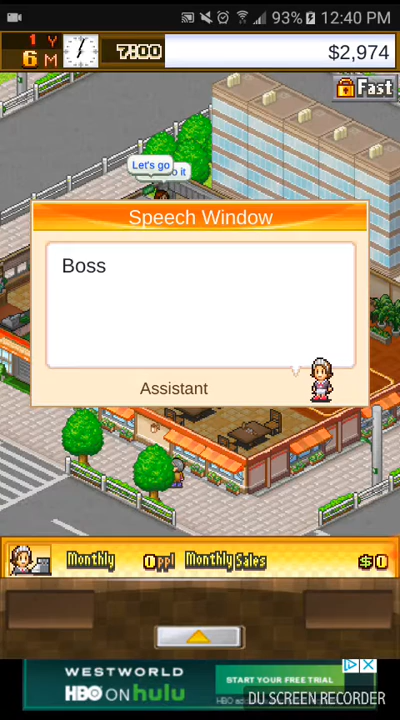 93% 12:40 PM
1 Y
6 M
7:00
$2,974
Fast
Let's go
o it
Speech Window
Boss
Assistant
Monthly 0ppl Monthly Sales $0
WESTWORLD
HBO ON hulu
START YOUR FREE TRIAL
DU SCREEN RECORDER